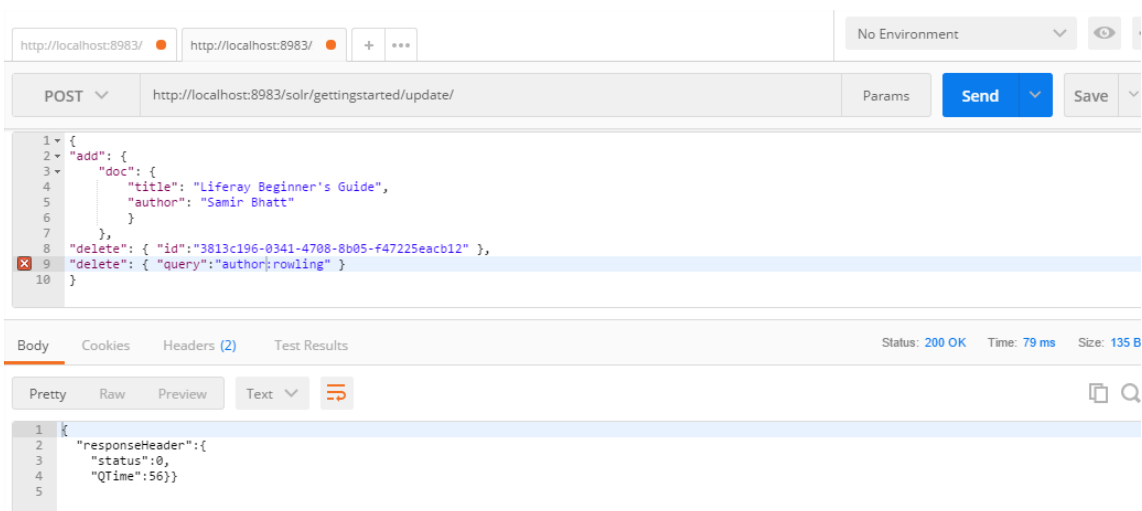 http://localhost:8983/ http://localhost:8983/ + ••• No Environment
POST http://localhost:8983/solr/gettingstarted/update/ Params Send Save
1 {
2 "add": {
3 "doc": {
4 "title": "Liferay Beginner's Guide",
5 "author": "Samir Bhatt"
6 }
7 },
8 "delete": { "id":"3813c196-0341-4708-8b05-f47225eacb12" },
9 "delete": { "query":"author:rowling" }
10 }
Body Cookies Headers (2) Test Results Status: 200 OK Time: 79 ms Size: 135 B
Pretty Raw Preview Text
1 {
2 "responseHeader":{
3 "status":0,
4 "QTime":56}}
5